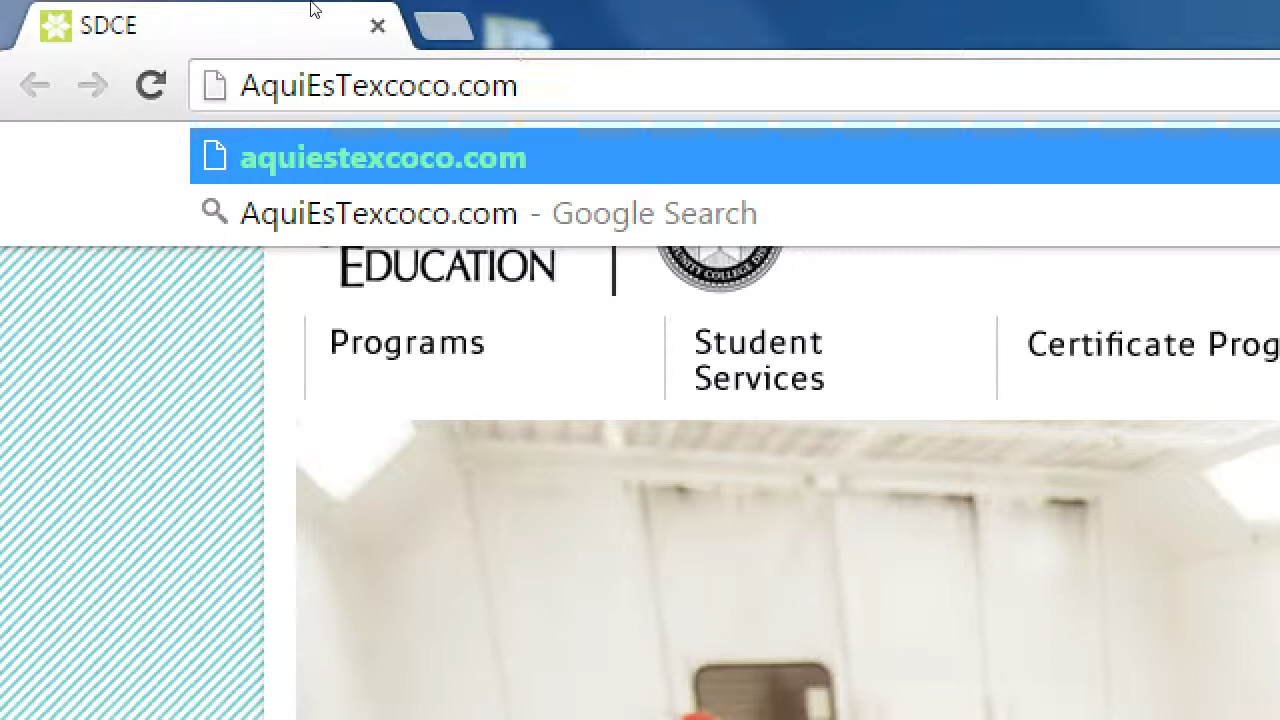 SDCE
AquiEsTexcoco.com
aquiestexcoco.com
AquiEsTexcoco.com - Google Search
EDUCATION
Programs
Student
Services
Certificate Prog